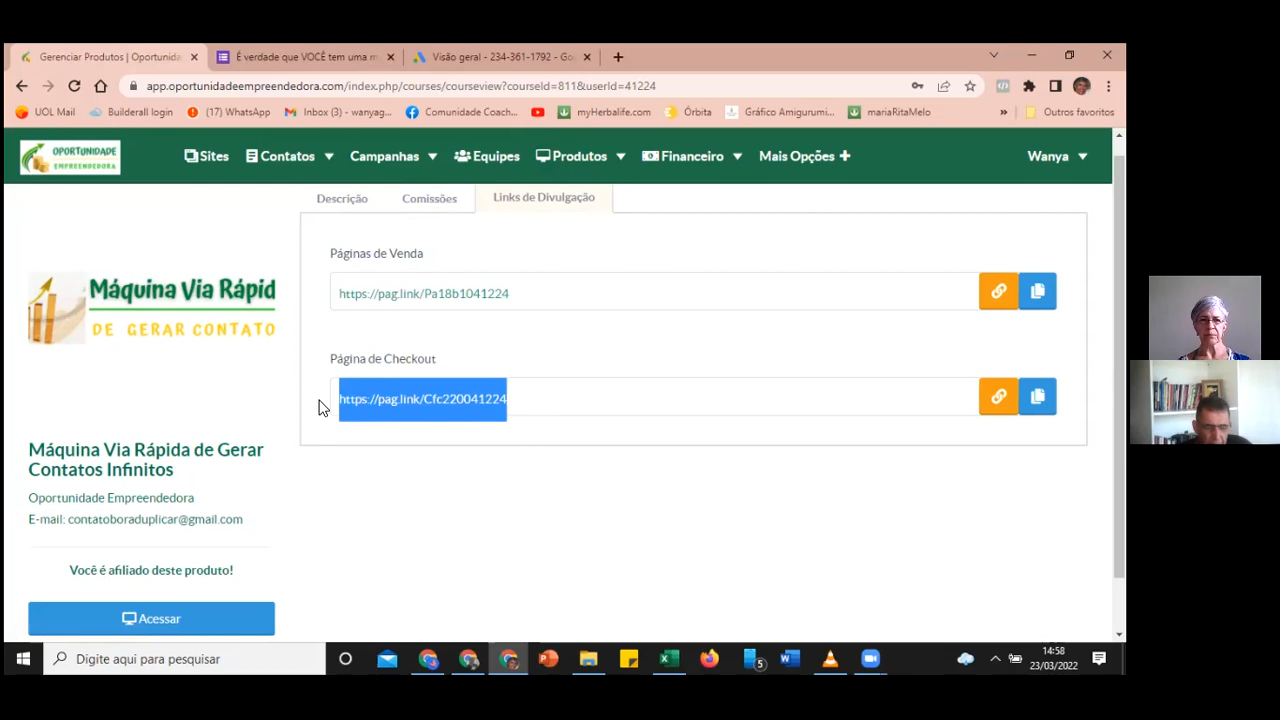 Gerenciar Produtos | Oportunida
É verdade que VOCÊ tem uma m
Visão geral - 234-361-1792 - Go
app.oportunidadeempreendedora.com/index.php/courses/courseview?courseId=811&userId=41224
UOL Mail
Builderall login
(17) WhatsApp
Inbox (3) - wanyag...
Comunidade Coach...
myHerbalife.com
Órbita
Gráfico Amigurumi...
mariaRitaMelo
»
Outros favoritos
OPORTUNIDADE
EMPREENDEDORA
Sites
Contatos
Campanhas
Equipes
Produtos
Financeiro
Mais Opções +
Wanya
Descrição
Comissões
Links de Divulgação
Páginas de Venda
https://pag.link/Pa18b1041224
Página de Checkout
https://pag.link/Cfc220041224
Máquina Via Rápid
DE GERAR CONTATO
Máquina Via Rápida de Gerar
Contatos Infinitos
Oportunidade Empreendedora
E-mail: contatoboraduplicar@gmail.com
Você é afiliado deste produto!
Acessar
Digite aqui para pesquisar
5
14:58
23/03/2022